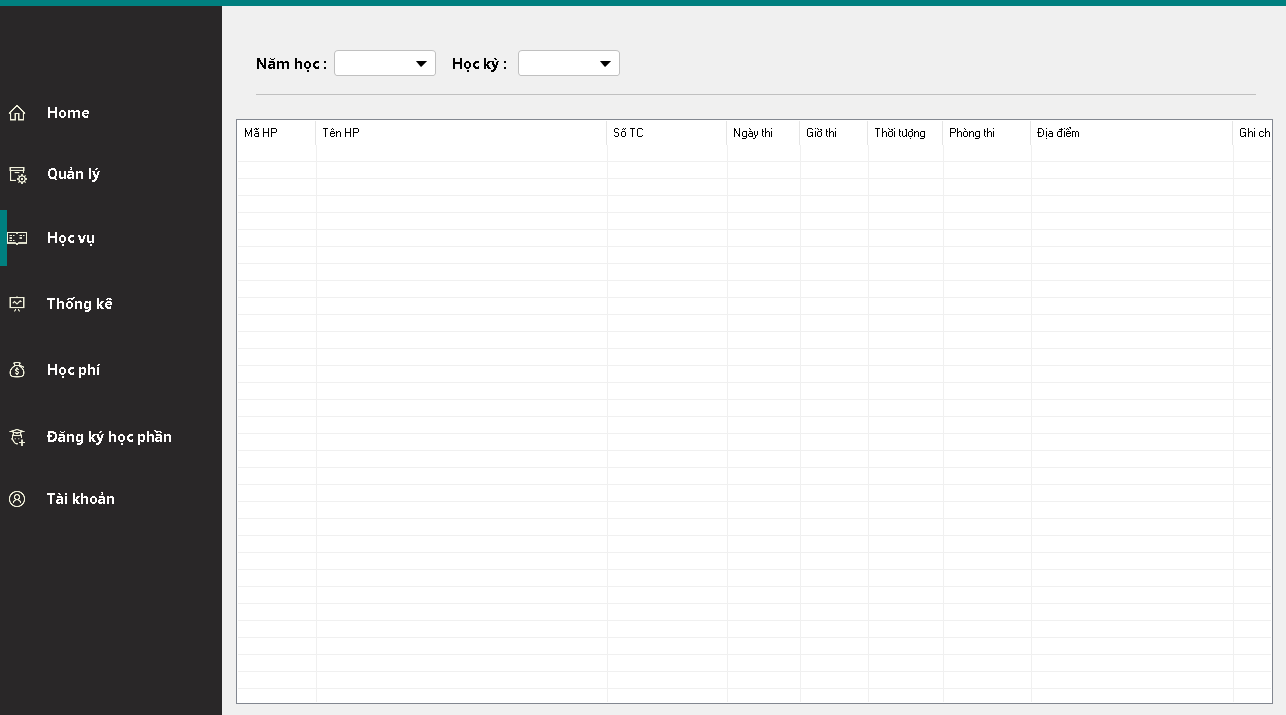 Năm học :
Học kỳ :
Home
Quản lý
Học vụ
Thống kê
Học phí
Đăng ký học phần
Tài khoản
Mã HP
Tên HP
Số TC
Ngày thi
Giờ thi
Thời lượng
Phòng thi
Địa điểm
Ghi ch